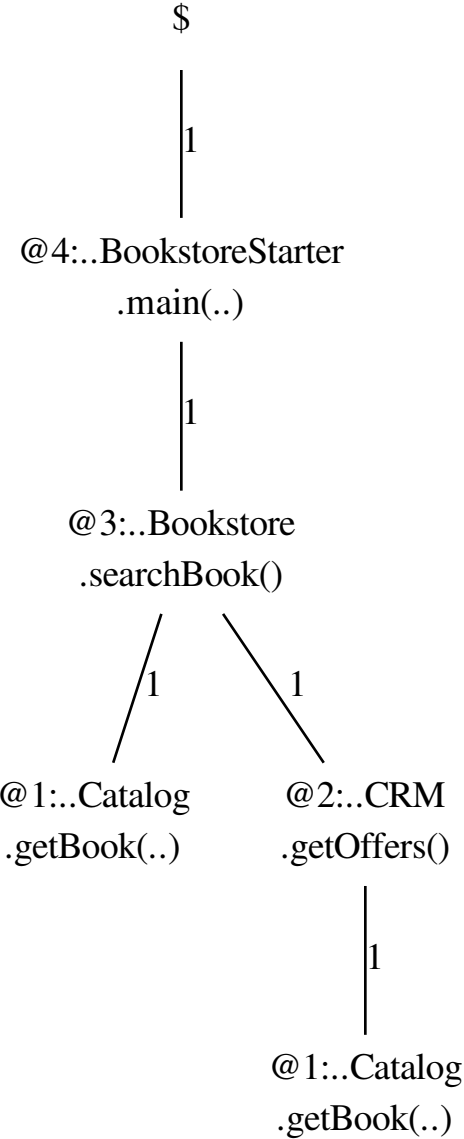 $
1
@4:..BookstoreStarter
.main(..)
1
@3:..Bookstore
.searchBook()
1
1
@1:..Catalog
.getBook(..)
@2:..CRM
.getOffers()
1
@1:..Catalog
.getBook(..)